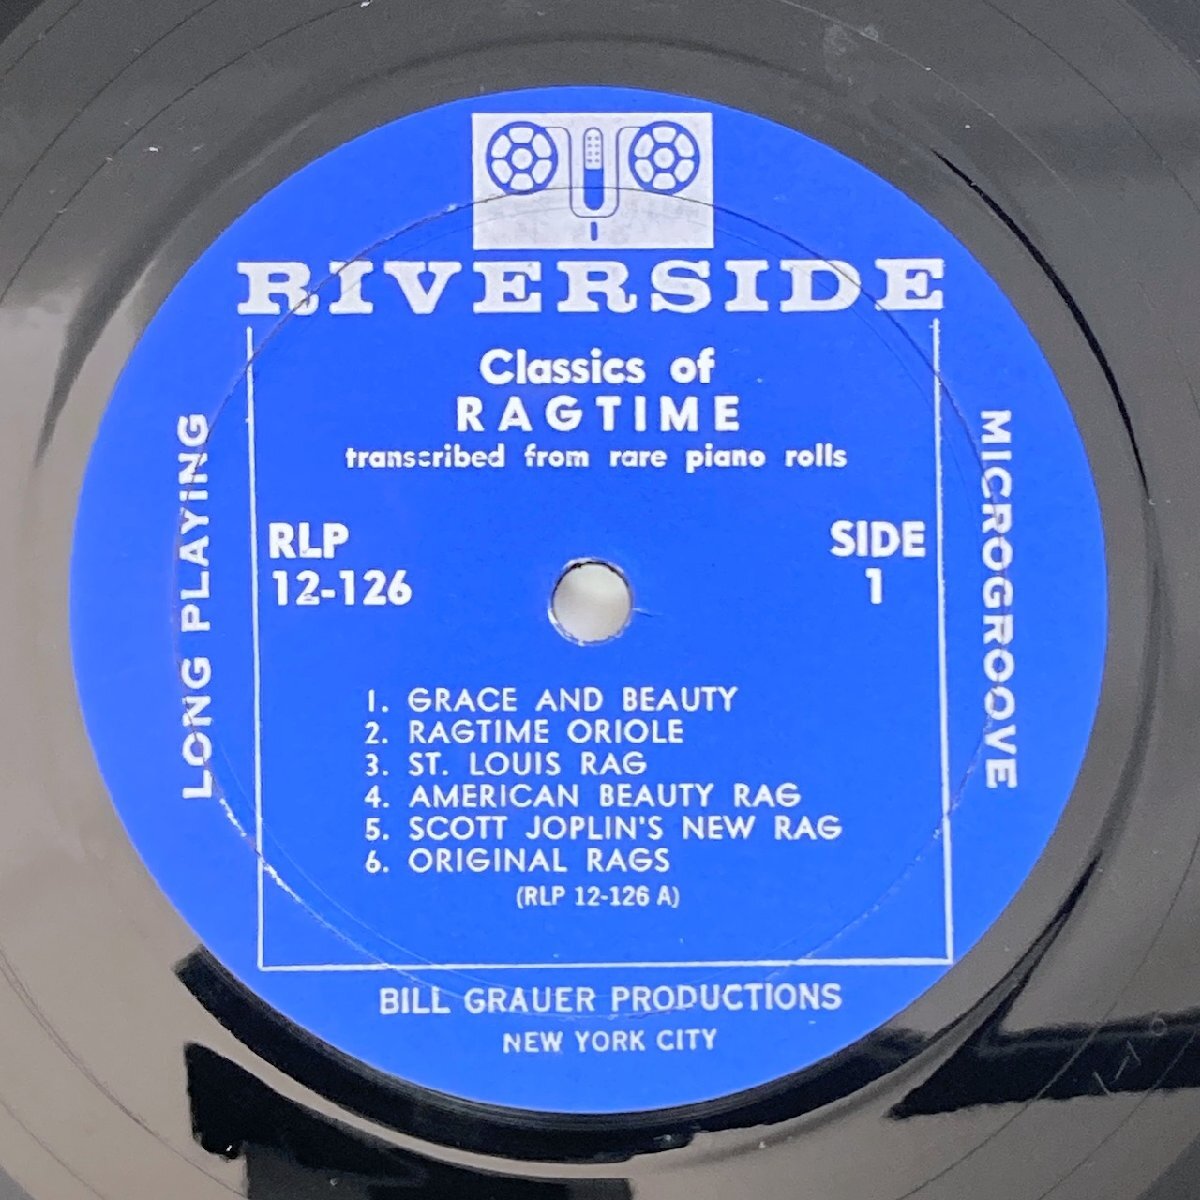 RIVERSIDE
Classics of
RAGTIME
transcribed from rare piano rolls
LONG PLAYING
MICROGROOVE
RLP
12-126
SIDE
1
1. GRACE AND BEAUTY
2. RAGTIME ORIOLE
3. ST. LOUIS RAG
4. AMERICAN BEAUTY RAG
5. SCOTT JOPLIN'S NEW RAG
6. ORIGINAL RAGS
(RLP 12-126 A)
BILL GRAUER PRODUCTIONS
NEW YORK CITY